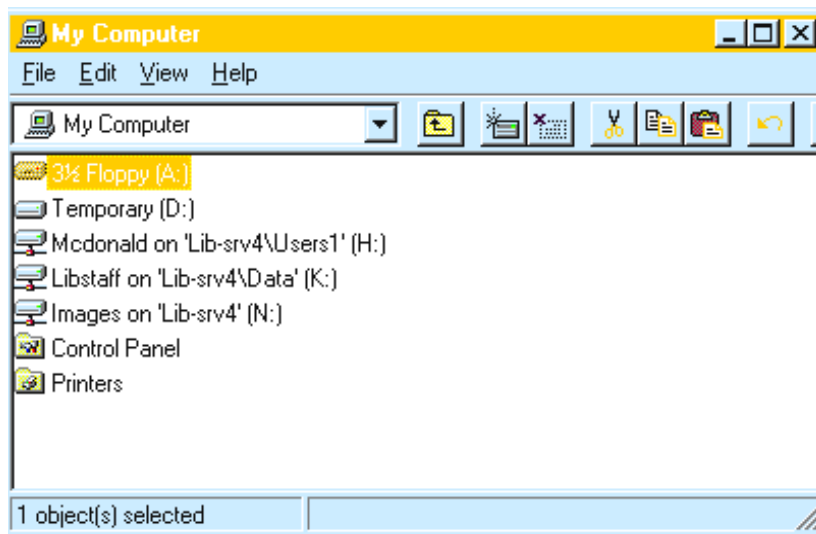 My Computer
File Edit View Help
My Computer
3½ Floppy (A:)
Temporary (D:)
Mcdonald on 'Lib-srv4\Users1' (H:)
Libstaff on 'Lib-srv4\Data' (K:)
Images on 'Lib-srv4' (N:)
Control Panel
Printers
1 object(s) selected